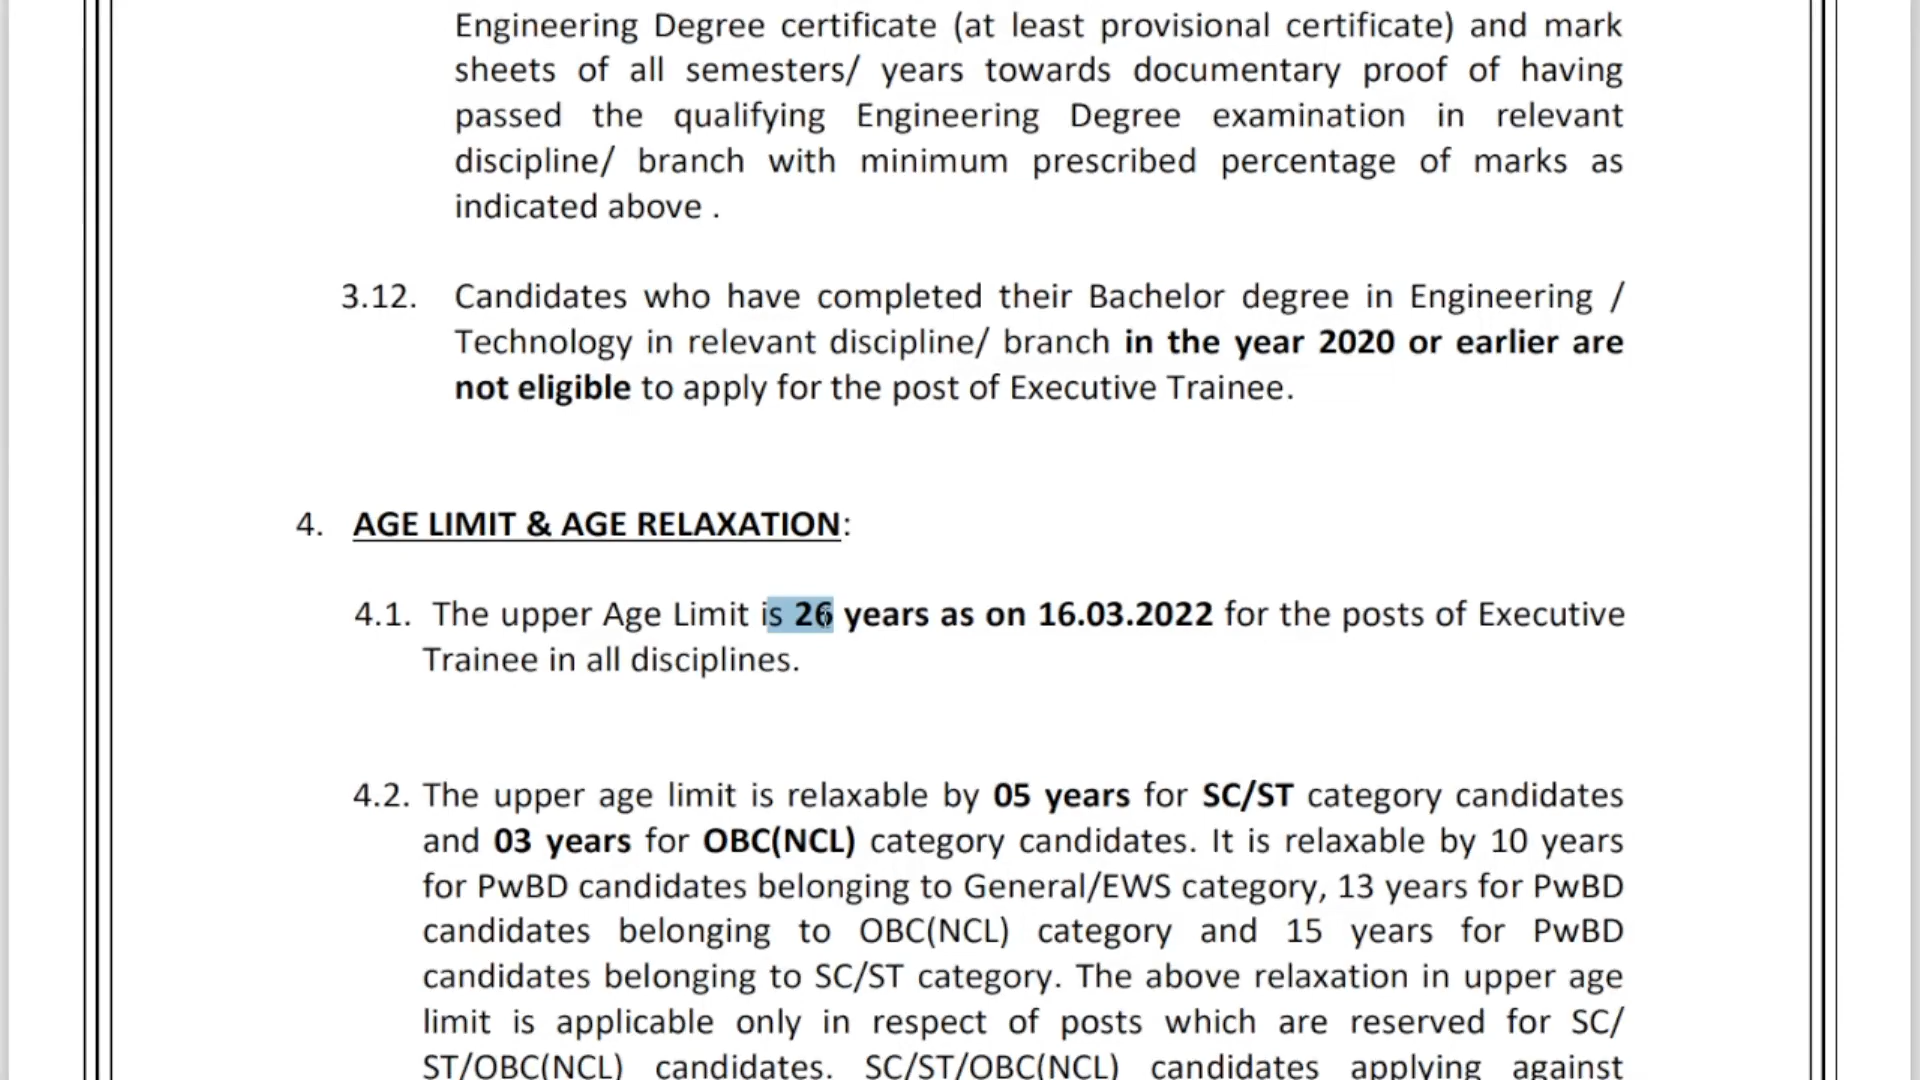 Engineering Degree certificate (at least provisional certificate) and mark
sheets of all semesters/ years towards documentary proof of having
passed the qualifying Engineering Degree examination in relevant
discipline/ branch with minimum prescribed percentage of marks as
indicated above .
3.12. Candidates who have completed their Bachelor degree in Engineering /
Technology in relevant discipline/ branch in the year 2020 or earlier are
not eligible to apply for the post of Executive Trainee.
4. AGE LIMIT & AGE RELAXATION:
4.1. The upper Age Limit is 26 years as on 16.03.2022 for the posts of Executive
Trainee in all disciplines.
4.2. The upper age limit is relaxable by 05 years for SC/ST category candidates
and 03 years for OBC(NCL) category candidates. It is relaxable by 10 years
for PwBD candidates belonging to General/EWS category, 13 years for PwBD
candidates belonging to OBC(NCL) category and 15 years for PwBD
candidates belonging to SC/ST category. The above relaxation in upper age
limit is applicable only in respect of posts which are reserved for SC/
ST/OBC(NCL) candidates. SC/ST/OBC(NCL) candidates applying against